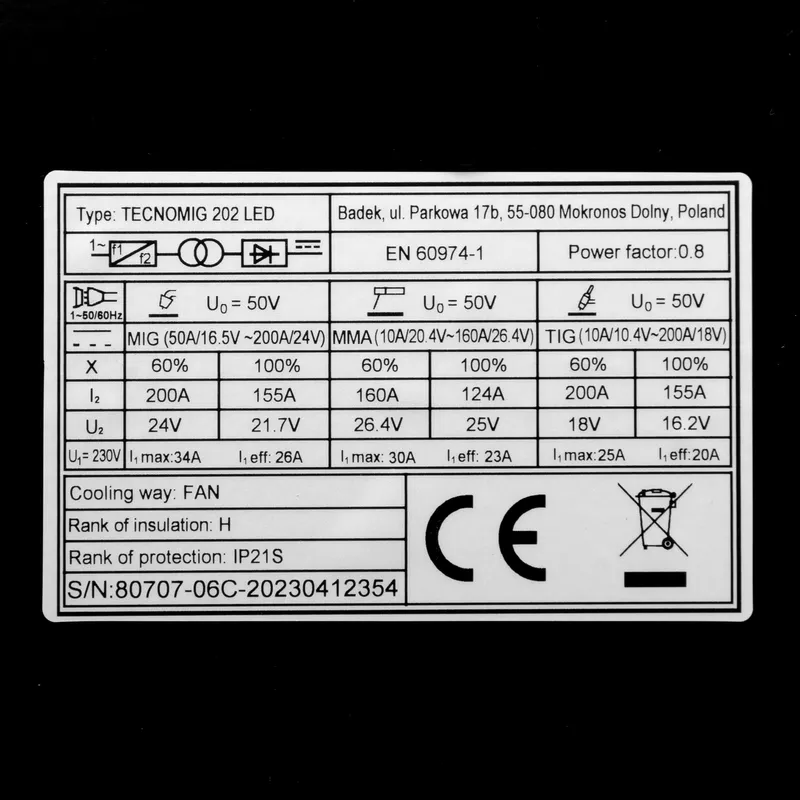 Type: TECNOMIG 202 LED
Badek, ul. Parkowa 17b, 55-080 Mokronos Dolny, Poland
1~ f1 f2
EN 60974-1
Power factor:0.8
1~50/60Hz
U₀ = 50V
U₀ = 50V
U₀ = 50V
MIG (50A/16.5V ~200A/24V)
MMA (10A/20.4V~160A/26.4V)
TIG (10A/10.4V~200A/18V)
X 60% 100% 60% 100% 60% 100%
I₂ 200A 155A 160A 124A 200A 155A
U₂ 24V 21.7V 26.4V 25V 18V 16.2V
U₁= 230V I₁ max:34A I₁ eff: 26A I₁ max: 30A I₁ eff: 23A I₁ max:25A I₁ eff:20A
Cooling way: FAN
Rank of insulation: H
Rank of protection: IP21S
S/N:80707-06C-20230412354
CE